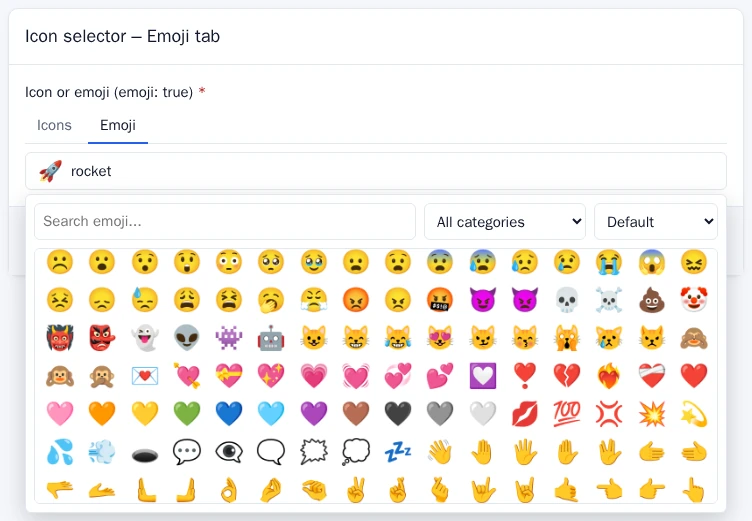 Icon selector – Emoji tab
Icon or emoji (emoji: true) *
Icons Emoji
🚀 rocket
Search emoji... All categories Default